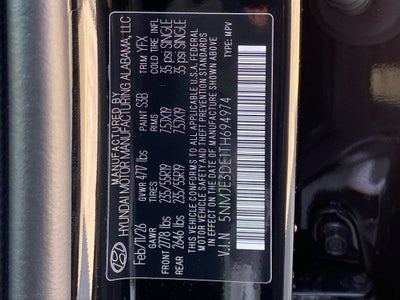 HYUNDAI MOTOR MANUFACTURING ALABAMA, LLC
Feb/11/26 GVWR 4717 lbs PAINT S3B TRIM YFX
GAWR TIRES RIMS COLD TIRE INFL
FRONT 2778 lbs 235/55R19 7.5JX19 35 psi SINGLE
REAR 2646 lbs 235/55R19 7.5JX19 35 psi SINGLE
THIS VEHICLE CONFORMS TO ALL APPLICABLE U.S.A. FEDERAL
MOTOR VEHICLE SAFETY, BUMPER, AND THEFT PREVENTION STANDARDS
IN EFFECT ON THE DATE OF MANUFACTURE SHOWN ABOVE.
V.I.N 5NMJE3DE1TH694974 TYPE: MPV